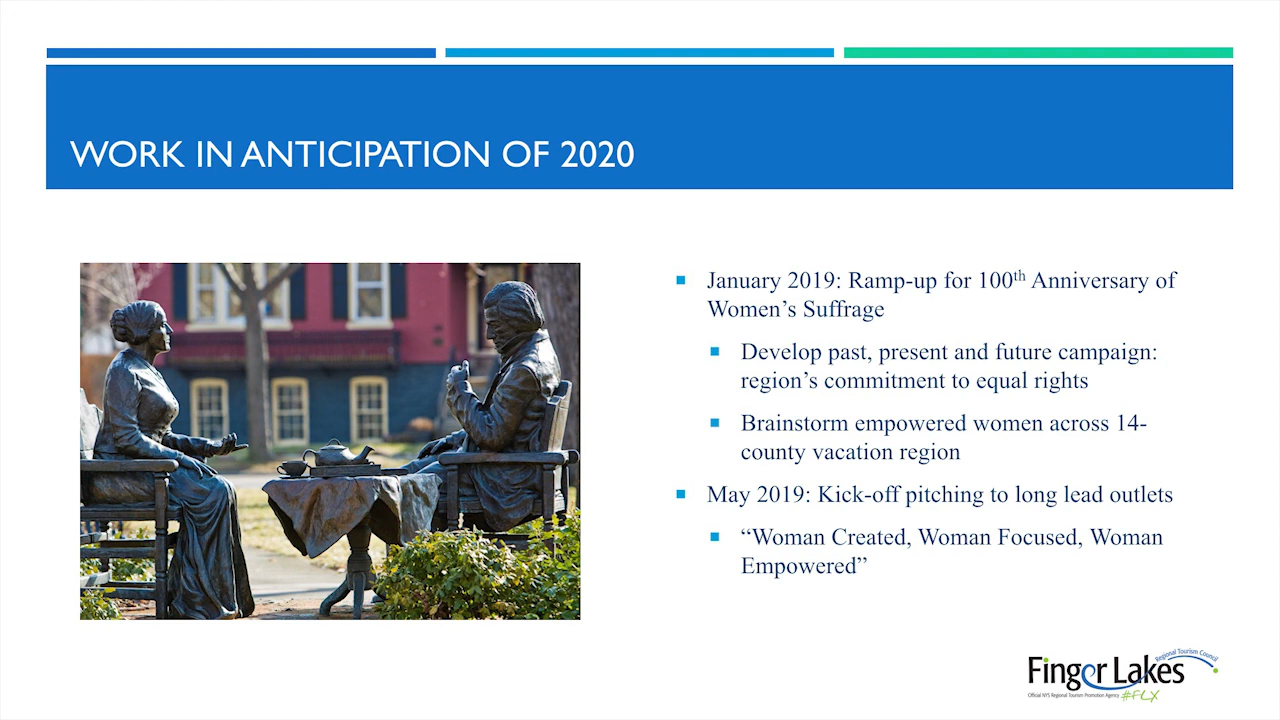 WORK IN ANTICIPATION OF 2020
January 2019: Ramp-up for 100th Anniversary of
Women’s Suffrage
Develop past, present and future campaign:
region’s commitment to equal rights
Brainstorm empowered women across 14-
county vacation region
May 2019: Kick-off pitching to long lead outlets
“Woman Created, Woman Focused, Woman
Empowered”
Regional Tourism Council
Finger Lakes
Official NYS Regional Tourism Promotion Agency
#FLX